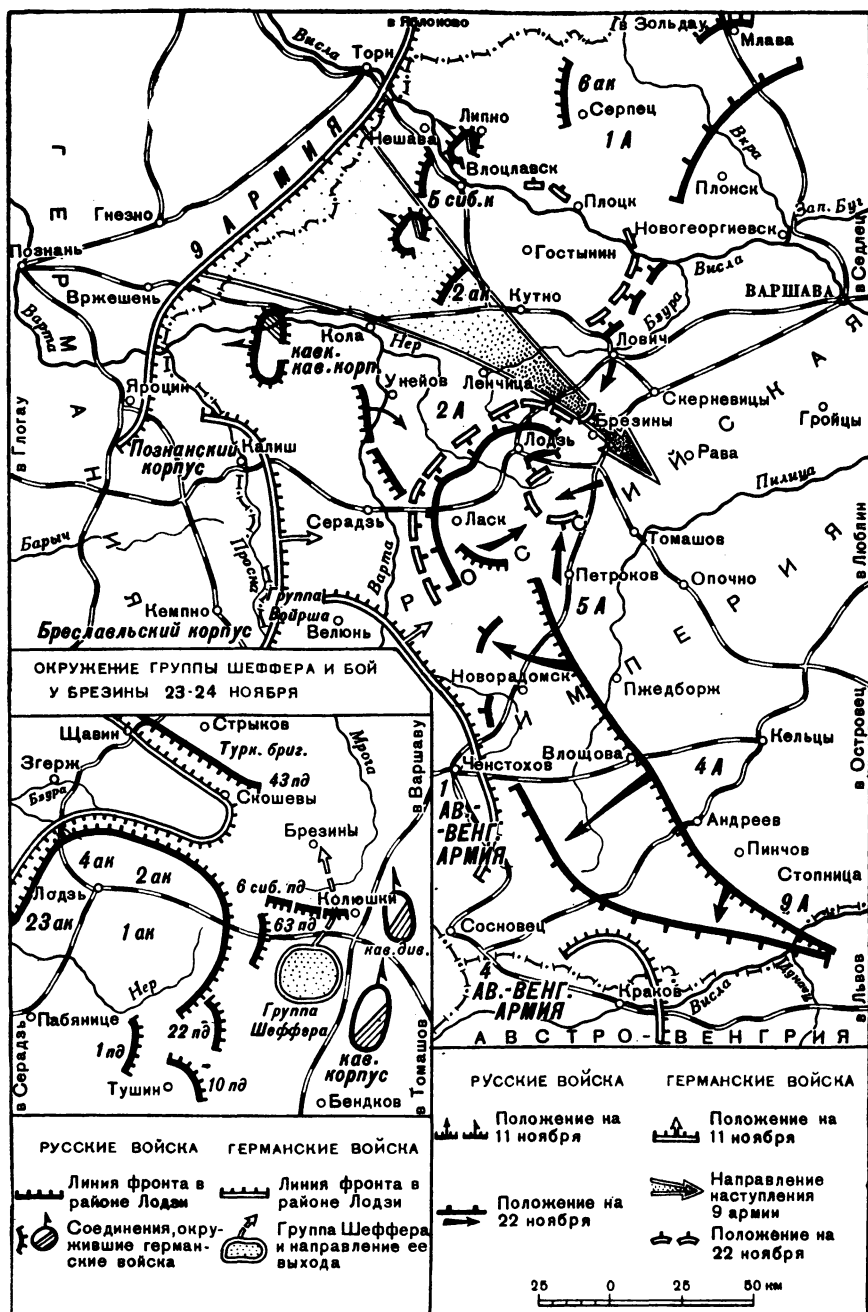 в Яблоково
Висла
Торн
в Зольдау
Млава
6 ак
Серпец
Липно
Нешава
1 А
Вкра
Влоцлавск
Плонск
Зап. Буг
5 сиб. к
Плоцк
Гнезно
9 АРМИЯ
Новогеоргиевск
в Седлец
Гостынин
Висла
Познань
Вржешень
2 ак
Кутно
ВАРШАВА
Бзура
Варта
Кола
Нер
Лович
кавк.
кав. корп.
Ленчица
Унейов
2 А
Скерневицы
Яроцин
Брезины
Гройцы
в Глогау
Познанский
корпус
Калиш
Лодзь
Рава
Пилица
Серадзь
Ласк
Томашов
в Люблин
Барыч
Просна
Варта
Петроков
Опочно
5 А
Кемпно
Группа
Войрша
Бреславльский корпус
Велюнь
ГЕРМАНИЯ
РОССИЙСКАЯ
ИМПЕРИЯ
Новорадомск
Пжедборж
в Островец
Ченстохов
Влощова
Кельцы
4 А
1
АВ.-
ВЕНГ.
АРМИЯ
Андреев
Пинчов
Стопница
9 А
Сосновец
4
АВ.-ВЕНГ.
АРМИЯ
Краков
Висла
в Львов
АВСТРО-ВЕНГРИЯ
ОКРУЖЕНИЕ ГРУППЫ ШЕФФЕРА И БОЙ
У БРЕЗИНЫ 23-24 НОЯБРЯ
Стрыков
Щавин
Турк. бриг.
Мрога
в Варшаву
Згерж
43 пд
Бзура
Скошевы
Брезины
4 ак
2 ак
Лодзь
6 сиб. пд
Колюшки
23 ак
63 пд
1 ак
кав. див.
Нер
Группа
Шеффера
Пабянице
22 пд
1 пд
кав.
корпус
в Серадзь
Тушин
10 пд
в Томашов
Бендков
РУССКИЕ ВОЙСКА
ГЕРМАНСКИЕ ВОЙСКА
Линия фронта в
районе Лодзи
Линия фронта в
районе Лодзи
Соединения, окру-
жившие герман-
ские войска
Группа Шеффера
и направление ее
выхода
РУССКИЕ ВОЙСКА
ГЕРМАНСКИЕ ВОЙСКА
Положение на
11 ноября
Положение на
11 ноября
Направление
наступления
9 армии
Положение на
22 ноября
Положение на
22 ноября
25 0 25 50 км